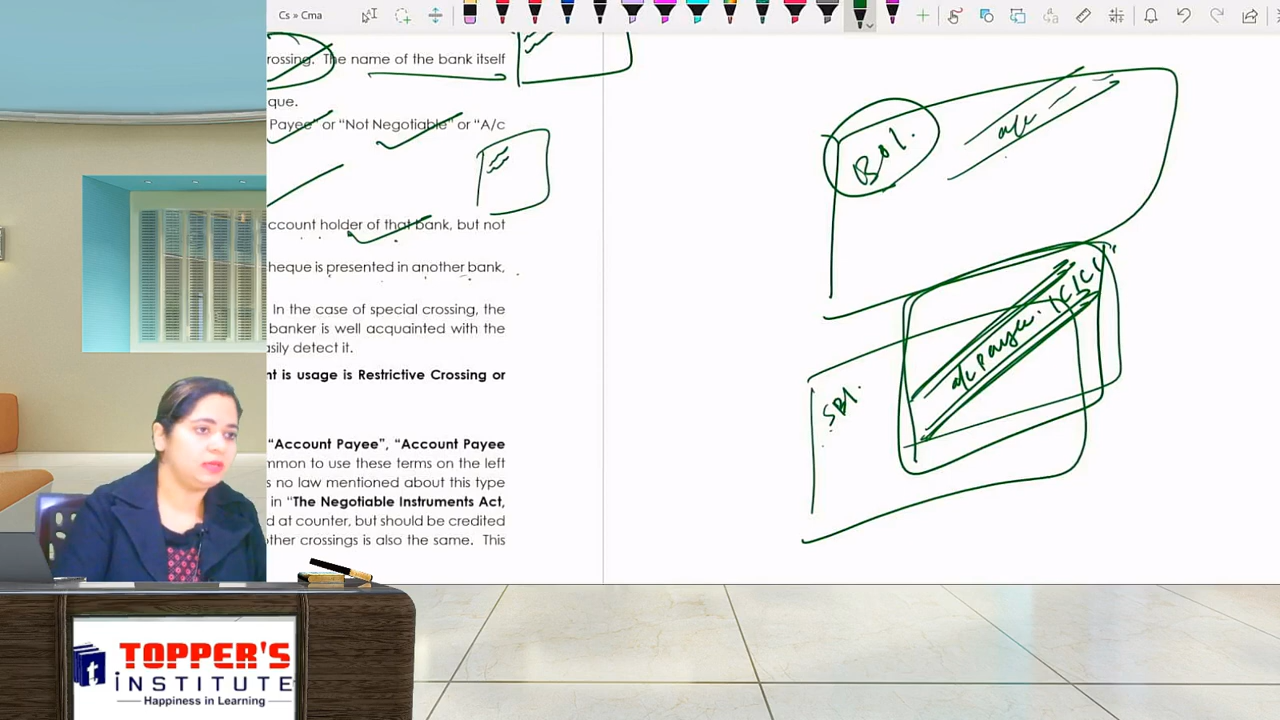 Cs » Cma
rossing. The name of the bank itself
que.
Payee" or "Not Negotiable" or "A/c
ccount holder of that bank, but not
heque is presented in another bank,
In the case of special crossing, the
banker is well acquainted with the
asily detect it.
nt is usage is Restrictive Crossing or
"Account Payee", "Account Payee
mmon to use these terms on the left
s no law mentioned about this type
in "The Negotiable Instruments Act,
d at counter, but should be credited
other crossings is also the same. This
a/c
SBI.
a/c payee.
TOPPER'S
INSTITUTE
Happiness in Learning